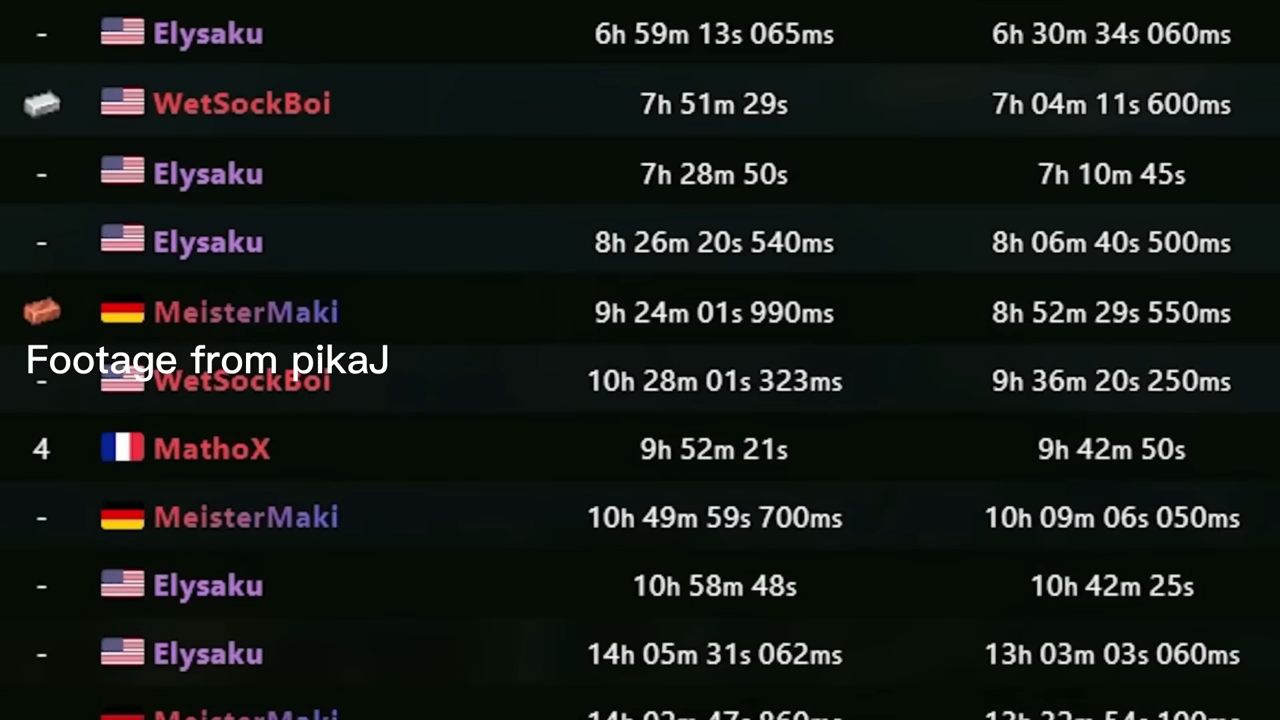 - Elysaku 6h 59m 13s 065ms 6h 30m 34s 060ms
WetSockBoi 7h 51m 29s 7h 04m 11s 600ms
- Elysaku 7h 28m 50s 7h 10m 45s
- Elysaku 8h 26m 20s 540ms 8h 06m 40s 500ms
MeisterMaki 9h 24m 01s 990ms 8h 52m 29s 550ms
Footage from pikaJ
- WetSockBoi 10h 28m 01s 323ms 9h 36m 20s 250ms
4 MathoX 9h 52m 21s 9h 42m 50s
- MeisterMaki 10h 49m 59s 700ms 10h 09m 06s 050ms
- Elysaku 10h 58m 48s 10h 42m 25s
- Elysaku 14h 05m 31s 062ms 13h 03m 03s 060ms
MeisterMaki